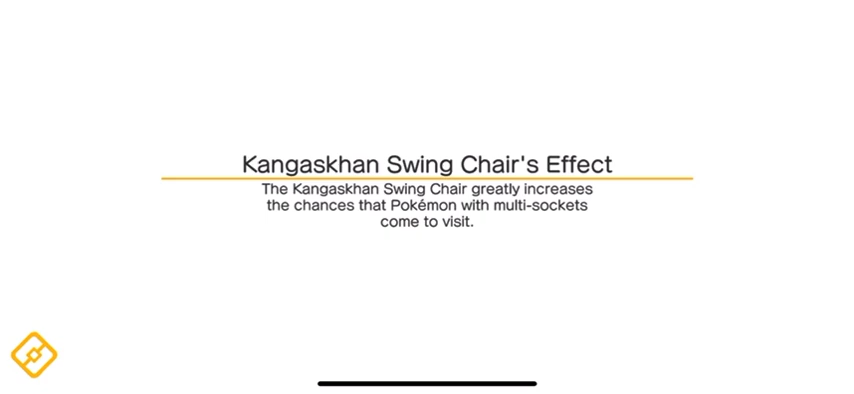 Kangaskhan Swing Chair's Effect
The Kangaskhan Swing Chair greatly increases
the chances that Pokémon with multi-sockets
come to visit.